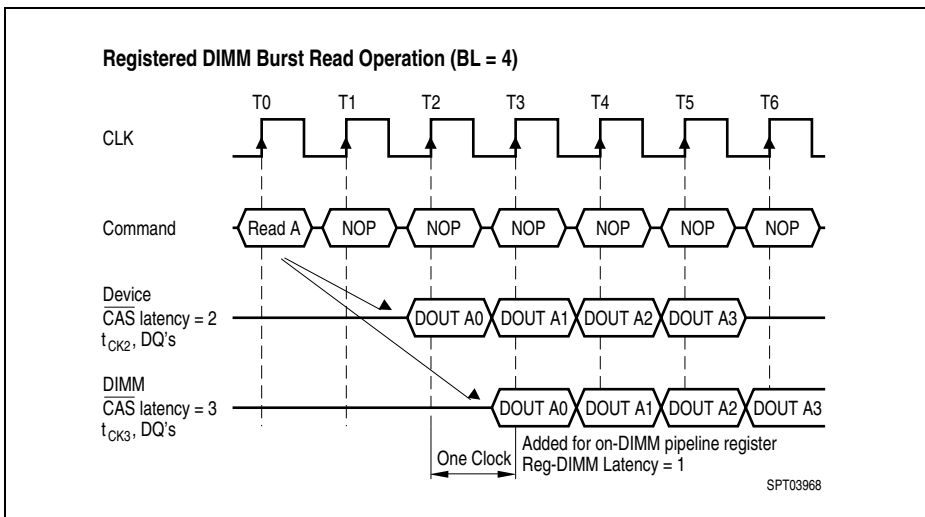 Registered DIMM Burst Read Operation (BL = 4)
T0 T1 T2 T3 T4 T5 T6
CLK
Command Read A NOP NOP NOP NOP NOP NOP
Device
CAS latency = 2 DOUT A0 DOUT A1 DOUT A2 DOUT A3
tCK2, DQ's
DIMM
CAS latency = 3 DOUT A0 DOUT A1 DOUT A2 DOUT A3
tCK3, DQ's
One Clock Added for on-DIMM pipeline register
Reg-DIMM Latency = 1
SPT03968